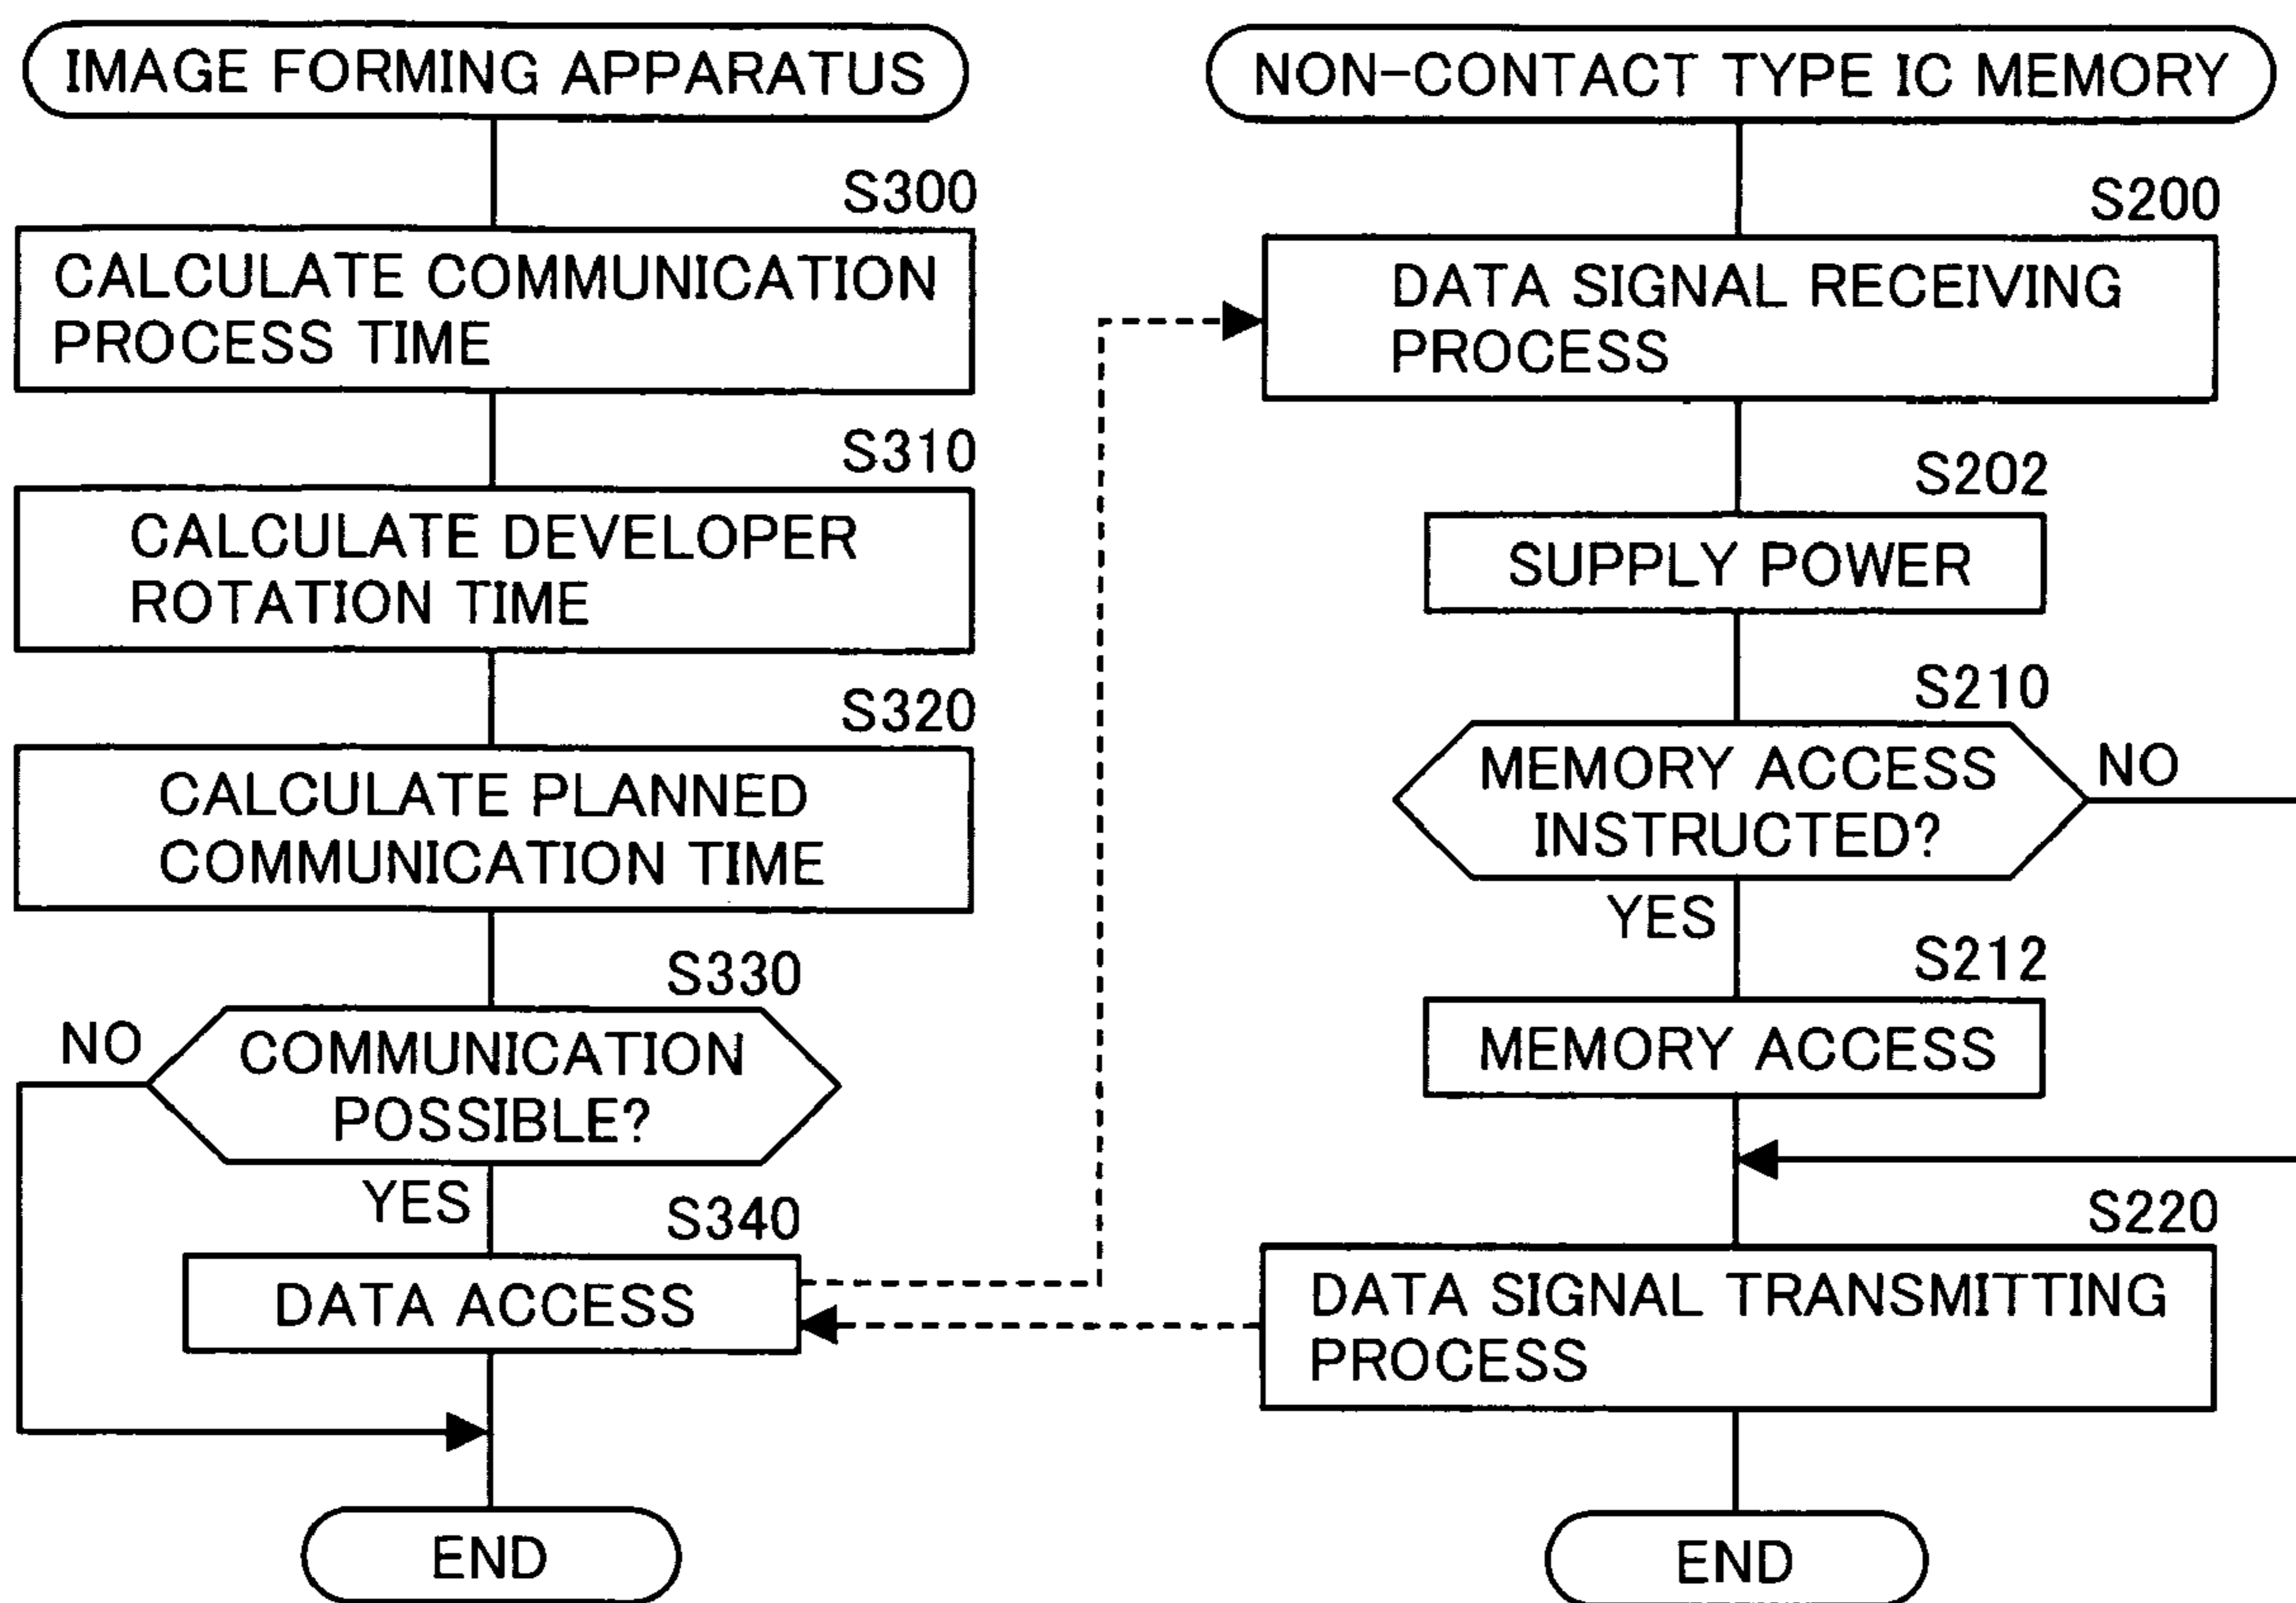 IMAGE FORMING APPARATUS
S300
CALCULATE COMMUNICATION
PROCESS TIME
S310
CALCULATE DEVELOPER
ROTATION TIME
S320
CALCULATE PLANNED
COMMUNICATION TIME
S330
NO
COMMUNICATION
POSSIBLE?
YES
S340
DATA ACCESS
END
NON-CONTACT TYPE IC MEMORY
S200
DATA SIGNAL RECEIVING
PROCESS
S202
SUPPLY POWER
S210
MEMORY ACCESS
INSTRUCTED?
NO
YES
S212
MEMORY ACCESS
S220
DATA SIGNAL TRANSMITTING
PROCESS
END